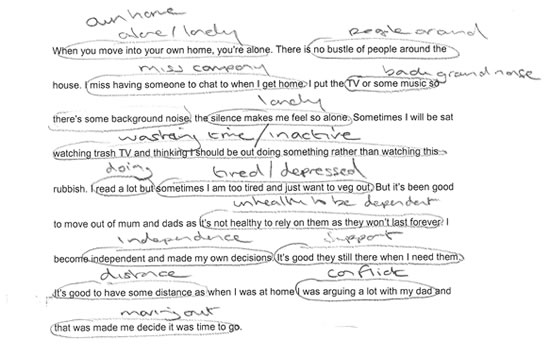 own home
alone / lonely people around
When you move into your own home, you're alone. There is no bustle of people around the
miss company background noise
house. I miss having someone to chat to when I get home. I put the TV or some music so
lonely
there's some background noise, the silence makes me feel so alone. Sometimes I will be sat
wasting time / inactive
watching trash TV and thinking I should be out doing something rather than watching this
doing tired / depressed
rubbish. I read a lot but sometimes I am too tired and just want to veg out. But it's been good
unhealthy to be dependent
to move out of mum and dads as it's not healthy to rely on them as they won't last forever. I
independence support
become independent and made my own decisions. It's good they still there when I need them.
distance conflict
It's good to have some distance as when I was at home I was arguing a lot with my dad and
moving out
that was made me decide it was time to go.